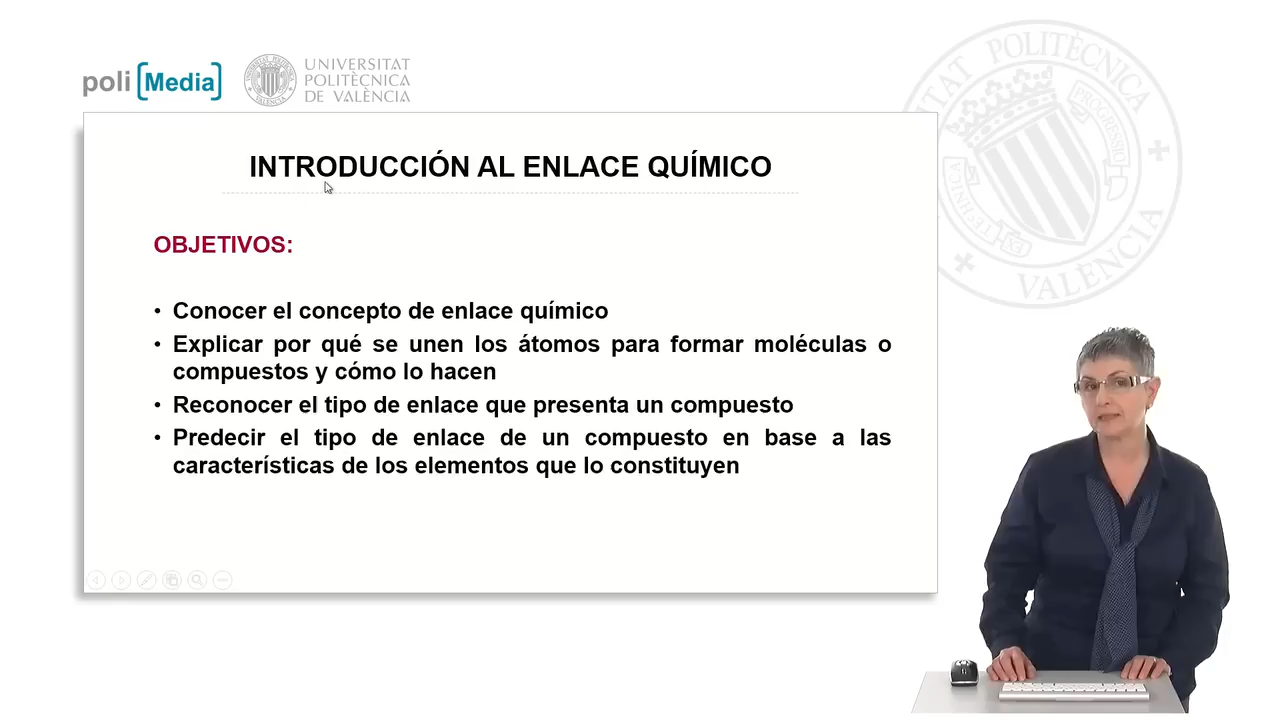 poli [Media]
UNIVERSITAT
POLITÈCNICA
DE VALÈNCIA
INTRODUCCIÓN AL ENLACE QUÍMICO
OBJETIVOS:
• Conocer el concepto de enlace químico
• Explicar por qué se unen los átomos para formar moléculas o
compuestos y cómo lo hacen
• Reconocer el tipo de enlace que presenta un compuesto
• Predecir el tipo de enlace de un compuesto en base a las
características de los elementos que lo constituyen
POLITÈCNICA
VALÈNCIA